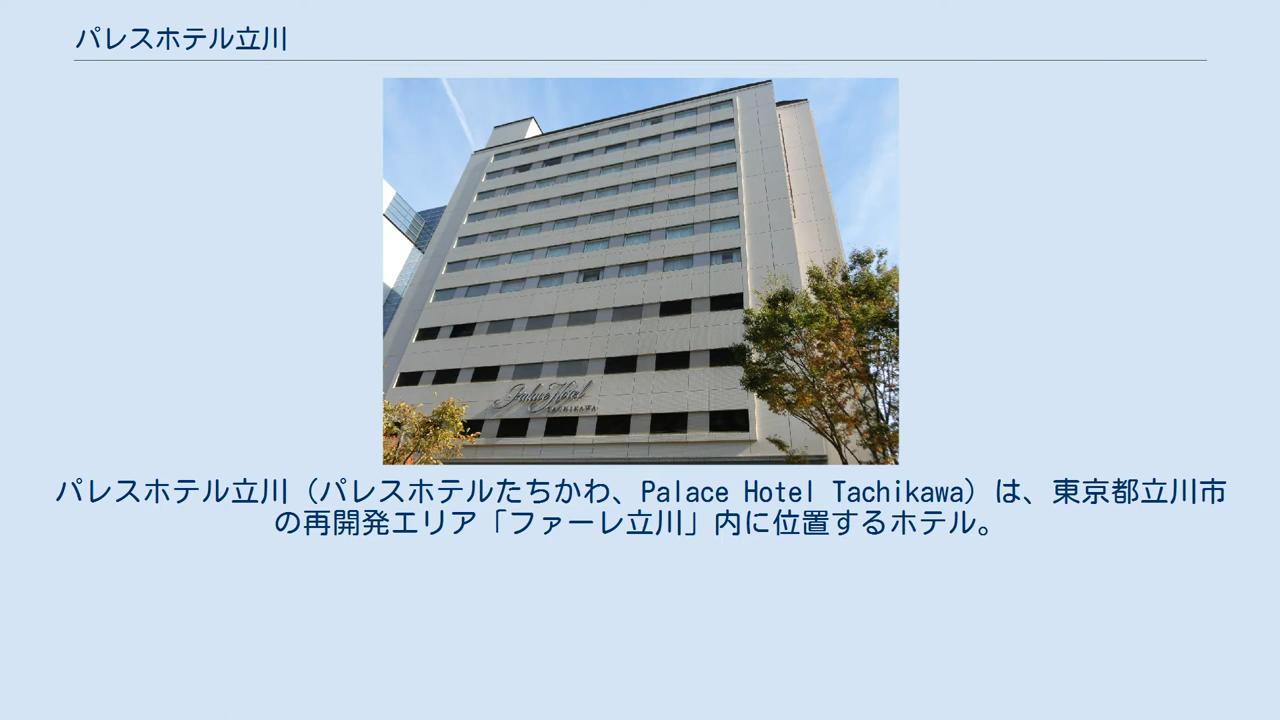 パレスホテル立川
Palace Hotel
TACHIKAWA
パレスホテル立川（パレスホテルたちかわ、Palace Hotel Tachikawa）は、東京都立川市
の再開発エリア「ファーレ立川」内に位置するホテル。